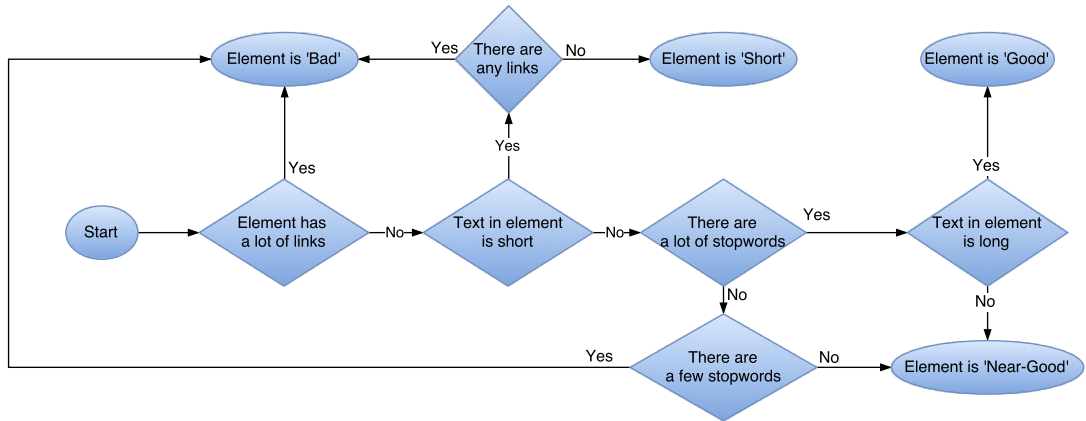 Element is 'Bad'
Yes
There are
any links
No
Element is 'Short'
Element is 'Good'
Yes
Yes
Yes
Start
Element has
a lot of links
No
Text in element
is short
No
There are
a lot of stopwords
Yes
Text in element
is long
No
No
Yes
There are
a few stopwords
No
Element is 'Near-Good'